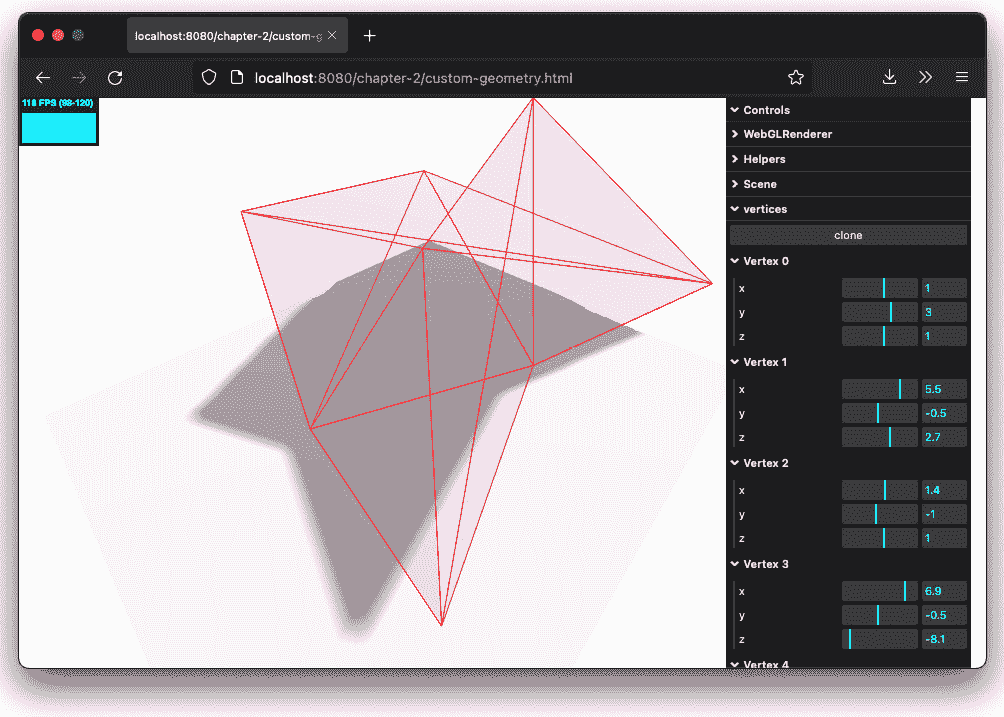 localhost:8080/chapter-2/custom-g
localhost:8080/chapter-2/custom-geometry.html
118 FPS (98-120)
Controls
WebGLRenderer
Helpers
Scene
vertices
clone
Vertex 0
x 1
y 3
z 1
Vertex 1
x 5.5
y -0.5
z 2.7
Vertex 2
x 1.4
y -1
z 1
Vertex 3
x 6.9
y -0.5
z -8.1
Vertex 4